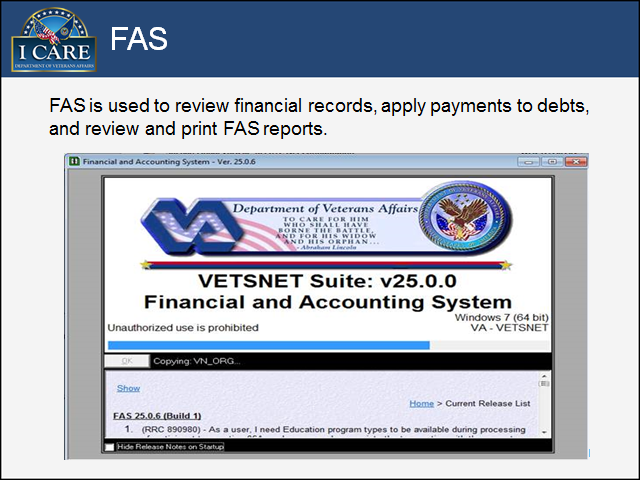 I CARE
DEPARTMENT OF VETERANS AFFAIRS
FAS
FAS is used to review financial records, apply payments to debts,
and review and print FAS reports.
Financial and Accounting System - Ver. 25.0.6
Department of Veterans Affairs
TO CARE FOR HIM
WHO SHALL HAVE
BORNE THE BATTLE,
AND FOR HIS WIDOW
AND HIS ORPHAN...
- Abraham Lincoln
VETSNET Suite: v25.0.0
Financial and Accounting System
Windows 7 (64 bit)
Unauthorized use is prohibited
VA - VETSNET
OK
Copying: VN_ORG...
Show
Home > Current Release List
FAS 25.0.6 (Build 1)
1. (RRC 890980) - As a user, I need Education program types to be available during processing
Hide Release Notes on Startup